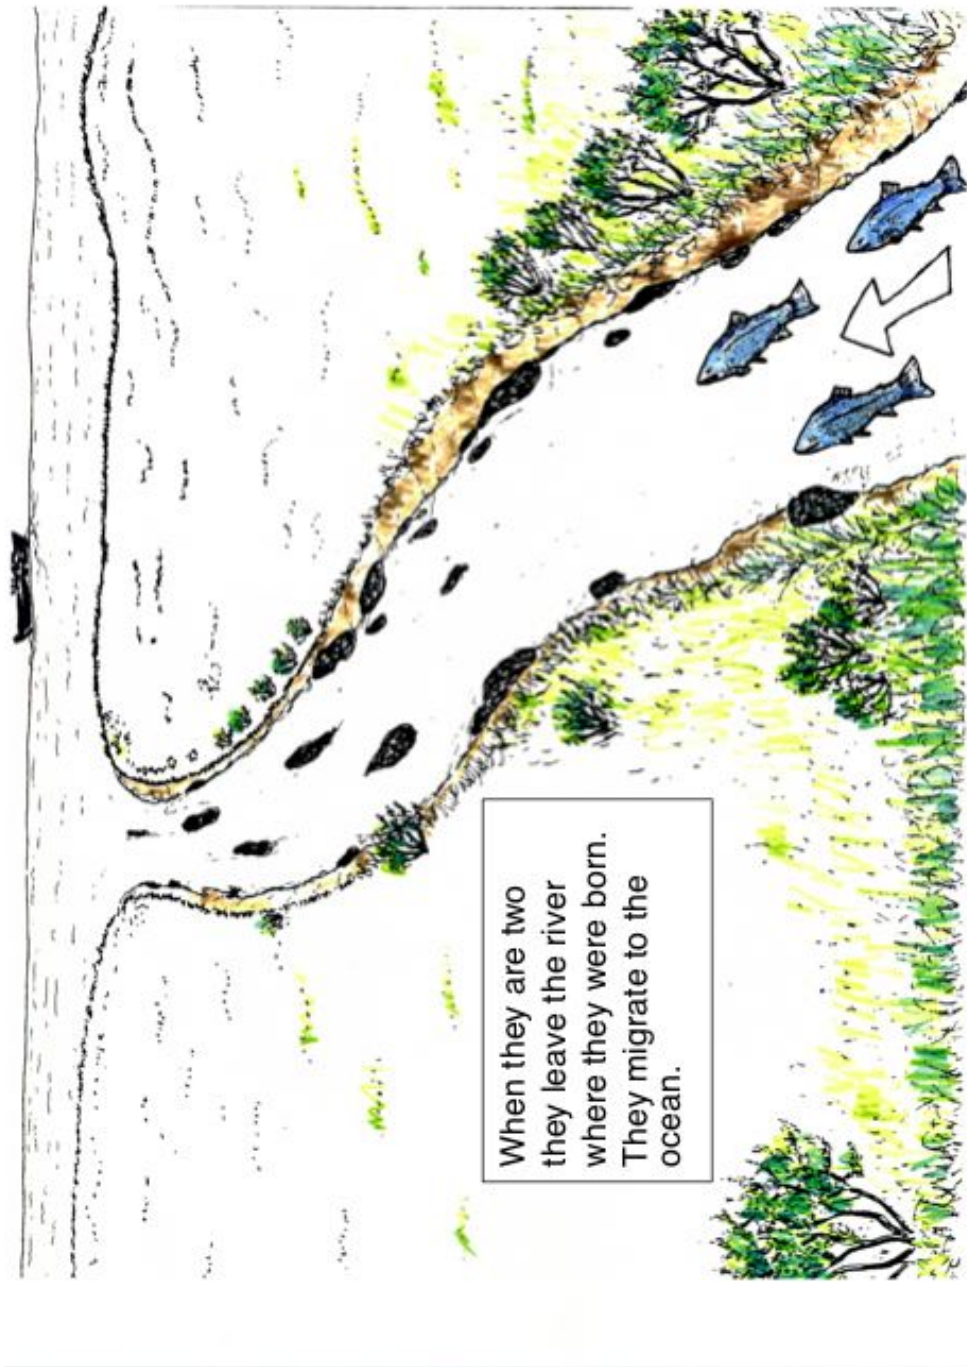 When they are two
they leave the river
where they were born.
They migrate to the
ocean.